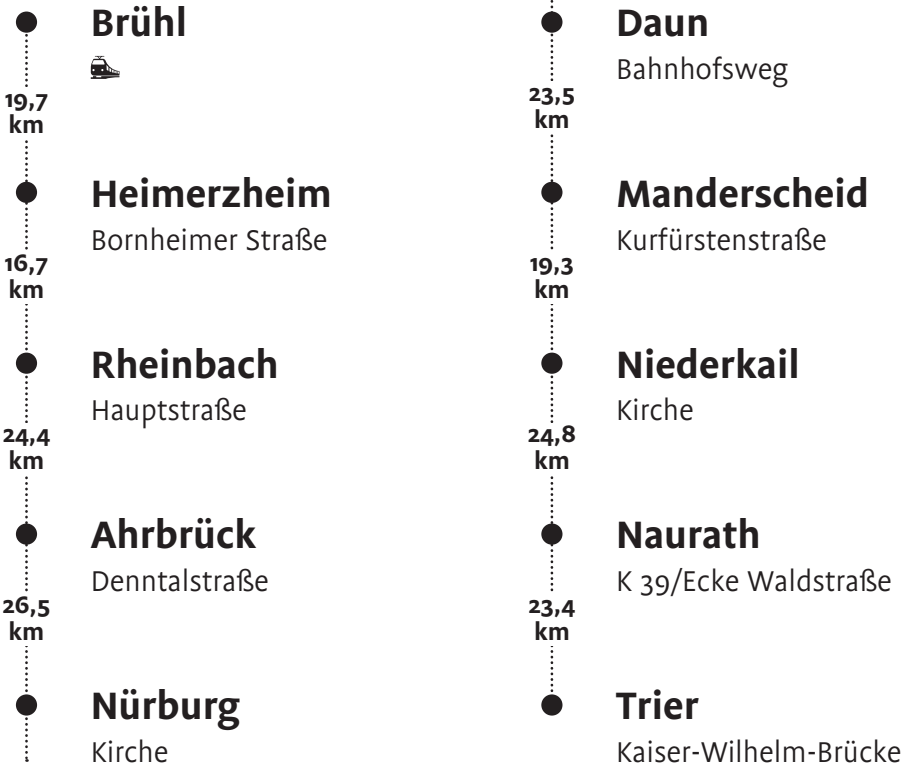 Brühl
19,7
km
Heimerzheim
Bornheimer Straße
16,7
km
Rheinbach
Hauptstraße
24,4
km
Ahrbrück
Denntalstraße
26,5
km
Nürburg
Kirche
Daun
Bahnhofsweg
23,5
km
Manderscheid
Kurfürstenstraße
19,3
km
Niederkail
Kirche
24,8
km
Naurath
K 39/Ecke Waldstraße
23,4
km
Trier
Kaiser-Wilhelm-Brücke